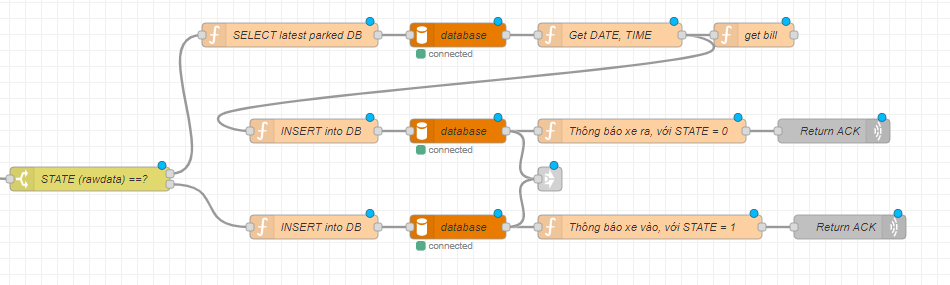 SELECT latest parked DB
database
Get DATE, TIME
get bill
connected
INSERT into DB
database
Thông báo xe ra, với STATE = 0
Return ACK
connected
STATE (rawdata) ==?
INSERT into DB
database
Thông báo xe vào, với STATE = 1
Return ACK
connected